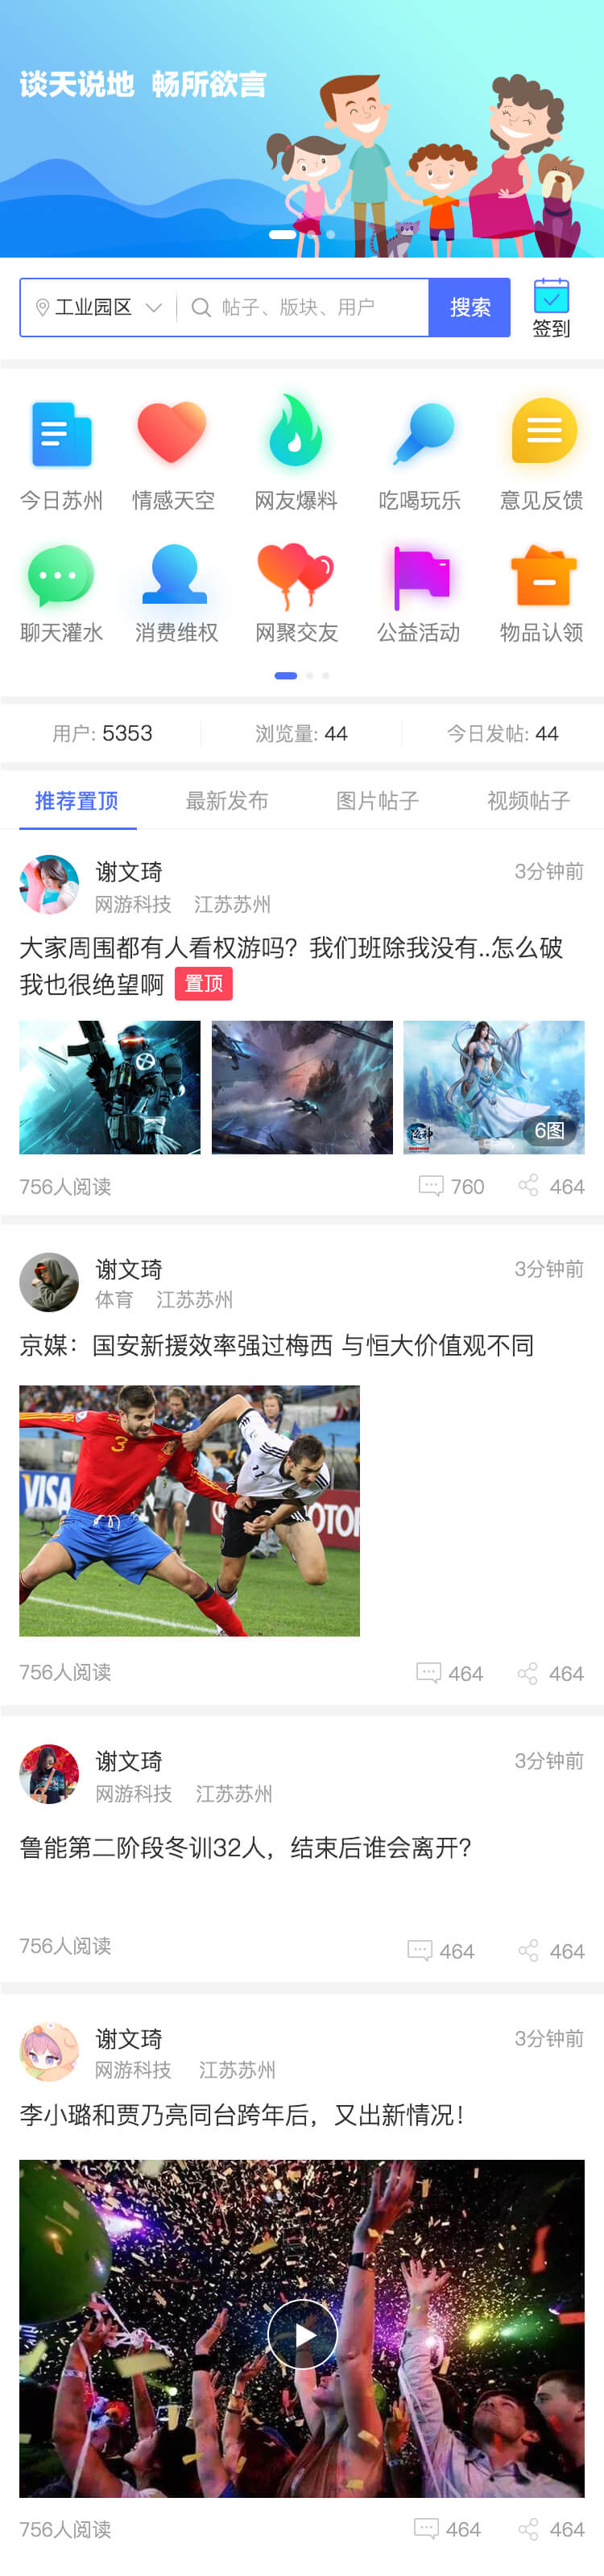 谈天说地 畅所欲言
工业园区 帖子、版块、用户 搜索
签到
今日苏州 情感天空 网友爆料 吃喝玩乐 意见反馈
聊天灌水 消费维权 网聚交友 公益活动 物品认领
用户: 5353 浏览量: 44 今日发帖: 44
推荐置顶 最新发布 图片帖子 视频帖子
谢文琦 3分钟前
网游科技 江苏苏州
大家周围都有人看权游吗？我们班除我没有..怎么破
我也很绝望啊 置顶
洛神
6图
756人阅读 760 464
谢文琦 3分钟前
体育 江苏苏州
京媒：国安新援效率强过梅西 与恒大价值观不同
3
11
VISA
OTO
756人阅读 464 464
谢文琦 3分钟前
网游科技 江苏苏州
鲁能第二阶段冬训32人，结束后谁会离开？
756人阅读 464 464
谢文琦 3分钟前
网游科技 江苏苏州
李小璐和贾乃亮同台跨年后，又出新情况！
756人阅读 464 464